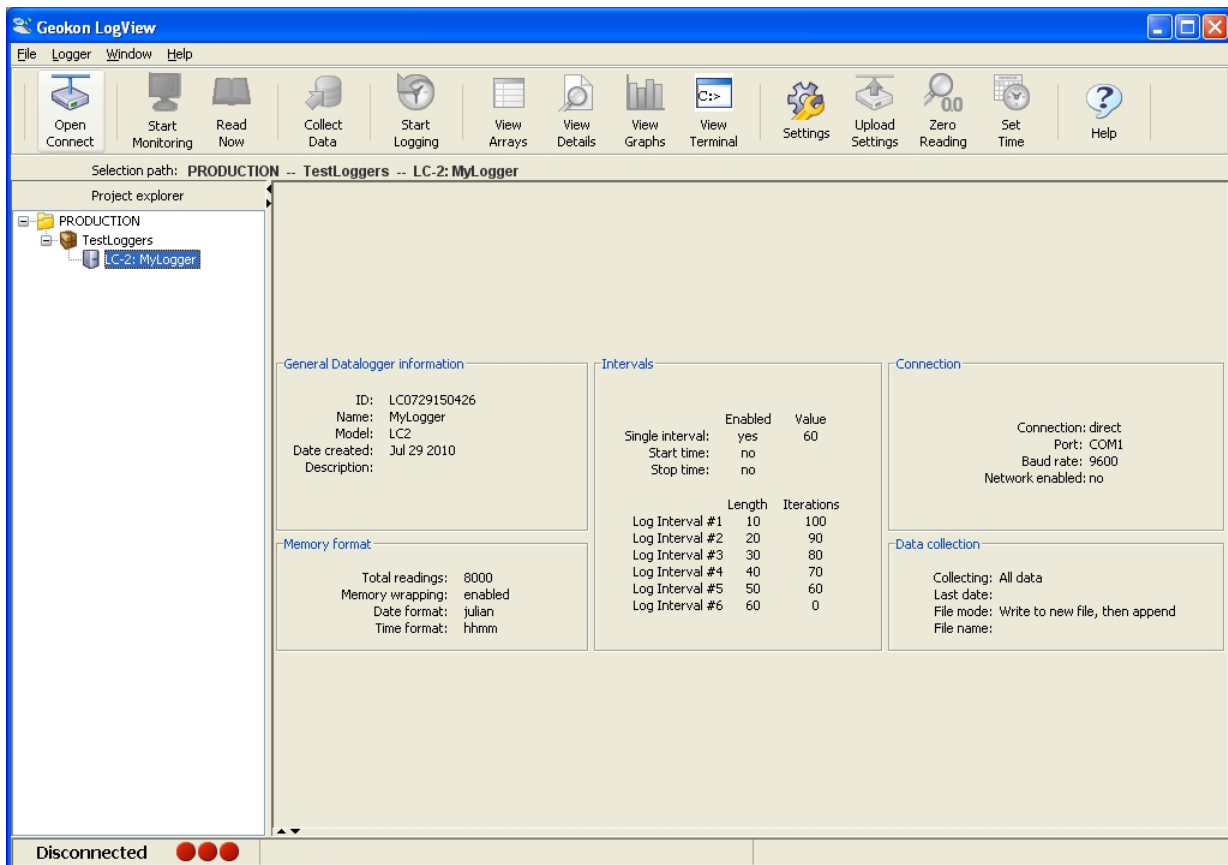 Geokon LogView
File Logger Window Help
Open Connect
Start Monitoring
Read Now
Collect Data
Start Logging
View Arrays
View Details
View Graphs
C:>
View Terminal
Settings
Upload Settings
0.0
Zero Reading
Set Time
Help
Selection path: PRODUCTION -- TestLoggers -- LC-2: MyLogger
Project explorer
PRODUCTION
TestLoggers
LC-2: MyLogger
General Datalogger information
ID: LC0729150426
Name: MyLogger
Model: LC2
Date created: Jul 29 2010
Description:
Memory format
Total readings: 8000
Memory wrapping: enabled
Date format: julian
Time format: hhmm
Intervals
Enabled Value
Single interval: yes 60
Start time: no
Stop time: no
Length Iterations
Log Interval #1 10 100
Log Interval #2 20 90
Log Interval #3 30 80
Log Interval #4 40 70
Log Interval #5 50 60
Log Interval #6 60 0
Connection
Connection: direct
Port: COM1
Baud rate: 9600
Network enabled: no
Data collection
Collecting: All data
Last date:
File mode: Write to new file, then append
File name:
Disconnected